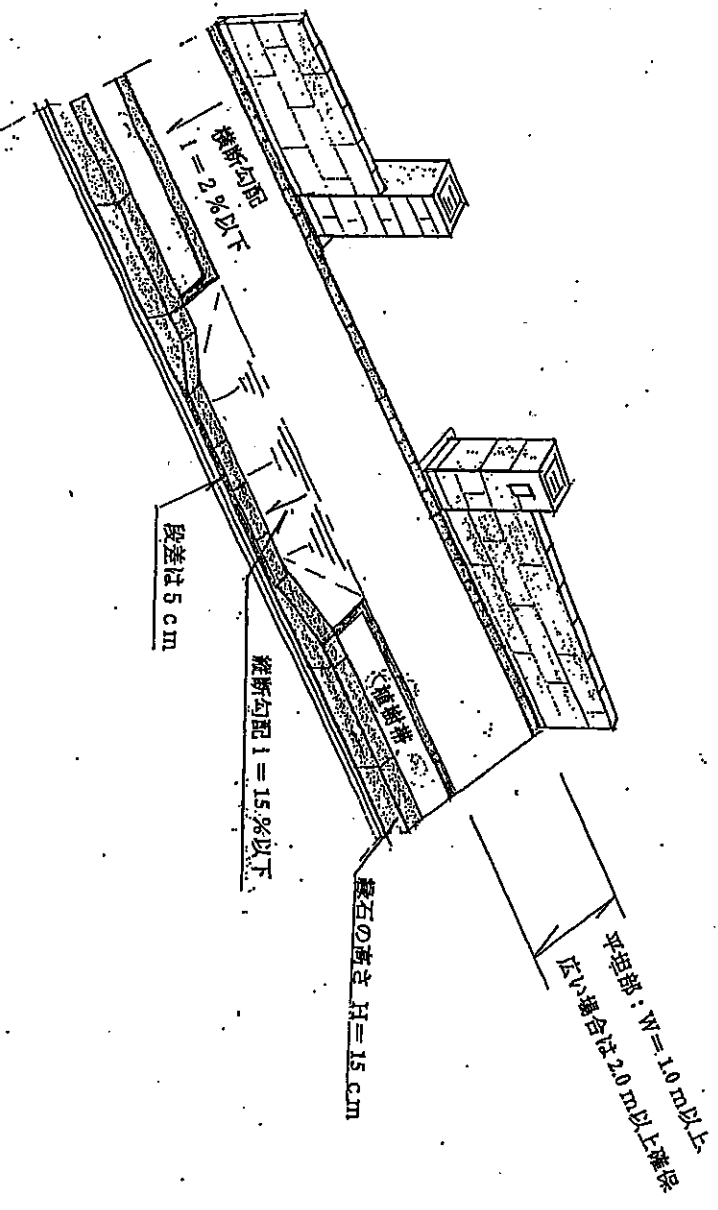 横断勾配
i = 2%以下
段差は5cm
縦断勾配 i = 15%以下
植樹帯
縁石の高さ H = 15cm
平坦部:W = 1.0m以上、
広い場合は2.0m以上確保